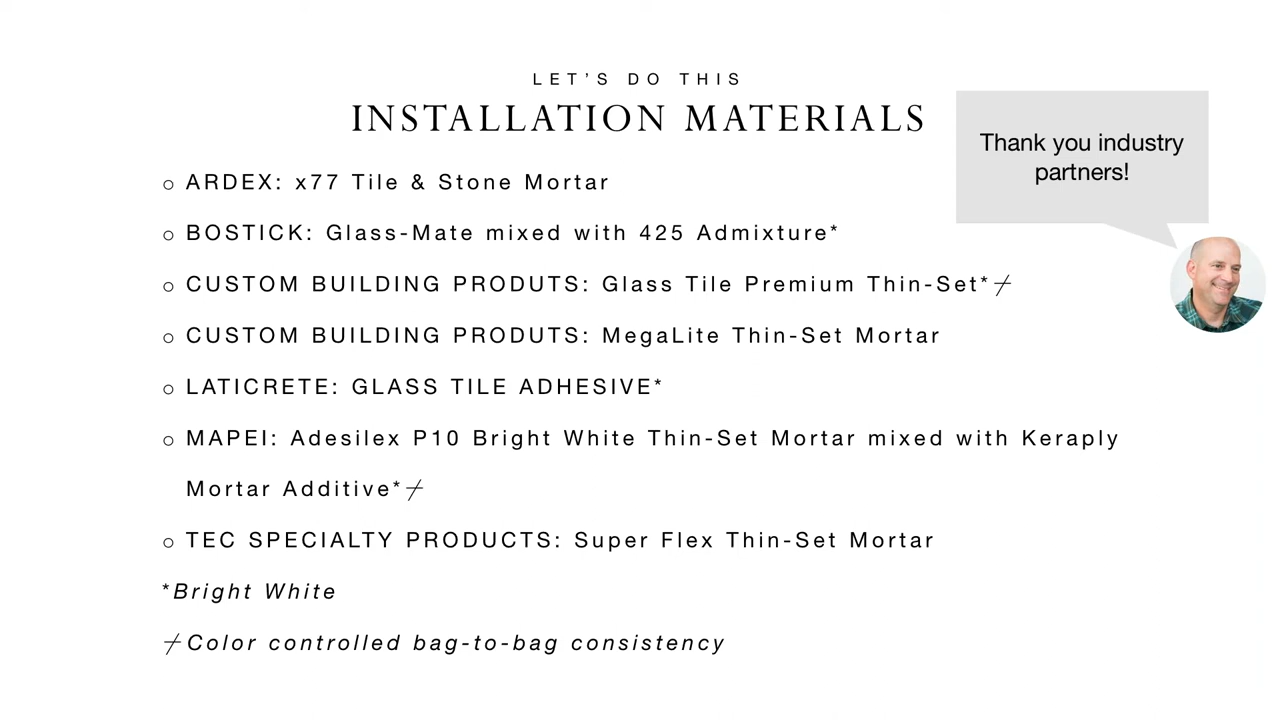 LET'S DO THIS
INSTALLATION MATERIALS
Thank you industry
partners!
○ ARDEX: x77 Tile & Stone Mortar
○ BOSTICK: Glass-Mate mixed with 425 Admixture*
○ CUSTOM BUILDING PRODUTS: Glass Tile Premium Thin-Set*⌿
○ CUSTOM BUILDING PRODUTS: MegaLite Thin-Set Mortar
○ LATICRETE: GLASS TILE ADHESIVE*
○ MAPEI: Adesilex P10 Bright White Thin-Set Mortar mixed with Keraply
Mortar Additive*⌿
○ TEC SPECIALTY PRODUCTS: Super Flex Thin-Set Mortar
*Bright White
⌿Color controlled bag-to-bag consistency